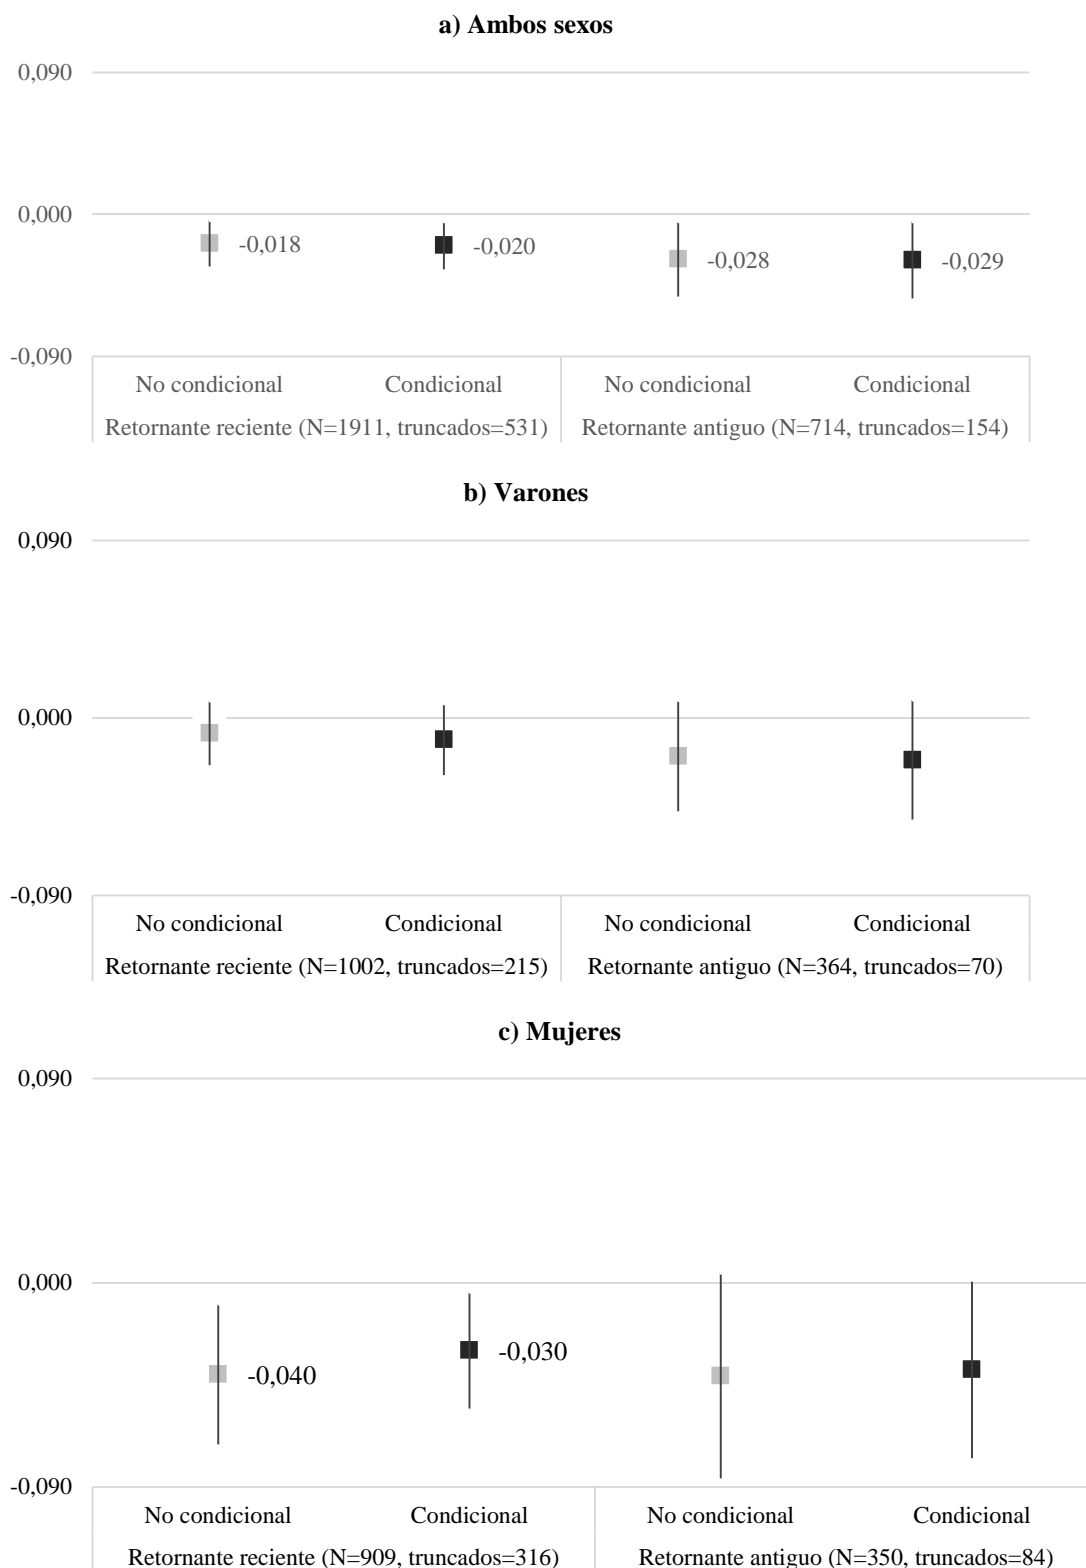 a) Ambos sexos
0,090
0,000
-0,018
-0,020
-0,028
-0,029
-0,090
No condicional Condicional No condicional Condicional
Retornante reciente (N=1911, truncados=531) Retornante antiguo (N=714, truncados=154)
b) Varones
0,090
0,000
-0,090
No condicional Condicional No condicional Condicional
Retornante reciente (N=1002, truncados=215) Retornante antiguo (N=364, truncados=70)
c) Mujeres
0,090
0,000
-0,040
-0,030
-0,090
No condicional Condicional No condicional Condicional
Retornante reciente (N=909, truncados=316) Retornante antiguo (N=350, truncados=84)